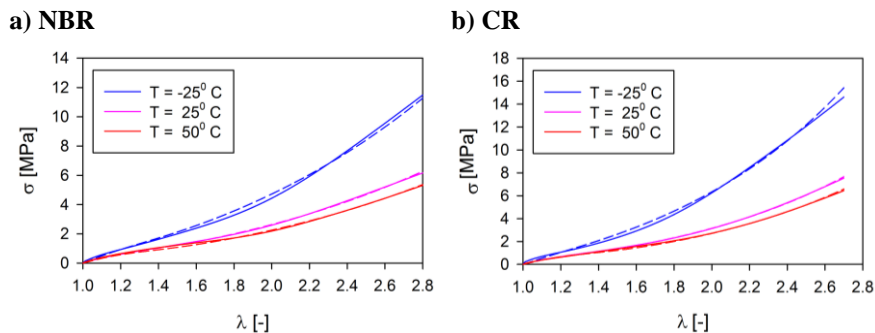 a) NBR
b) CR
14
12
10
8
6
4
2
0
σ [MPa]
T = -25⁰ C
T = 25⁰ C
T = 50⁰ C
1.0 1.2 1.4 1.6 1.8 2.0 2.2 2.4 2.6 2.8
λ [-]
18
16
14
12
10
8
6
4
2
0
σ [MPa]
T = -25⁰ C
T = 25⁰ C
T = 50⁰ C
1.0 1.2 1.4 1.6 1.8 2.0 2.2 2.4 2.6 2.8
λ [-]